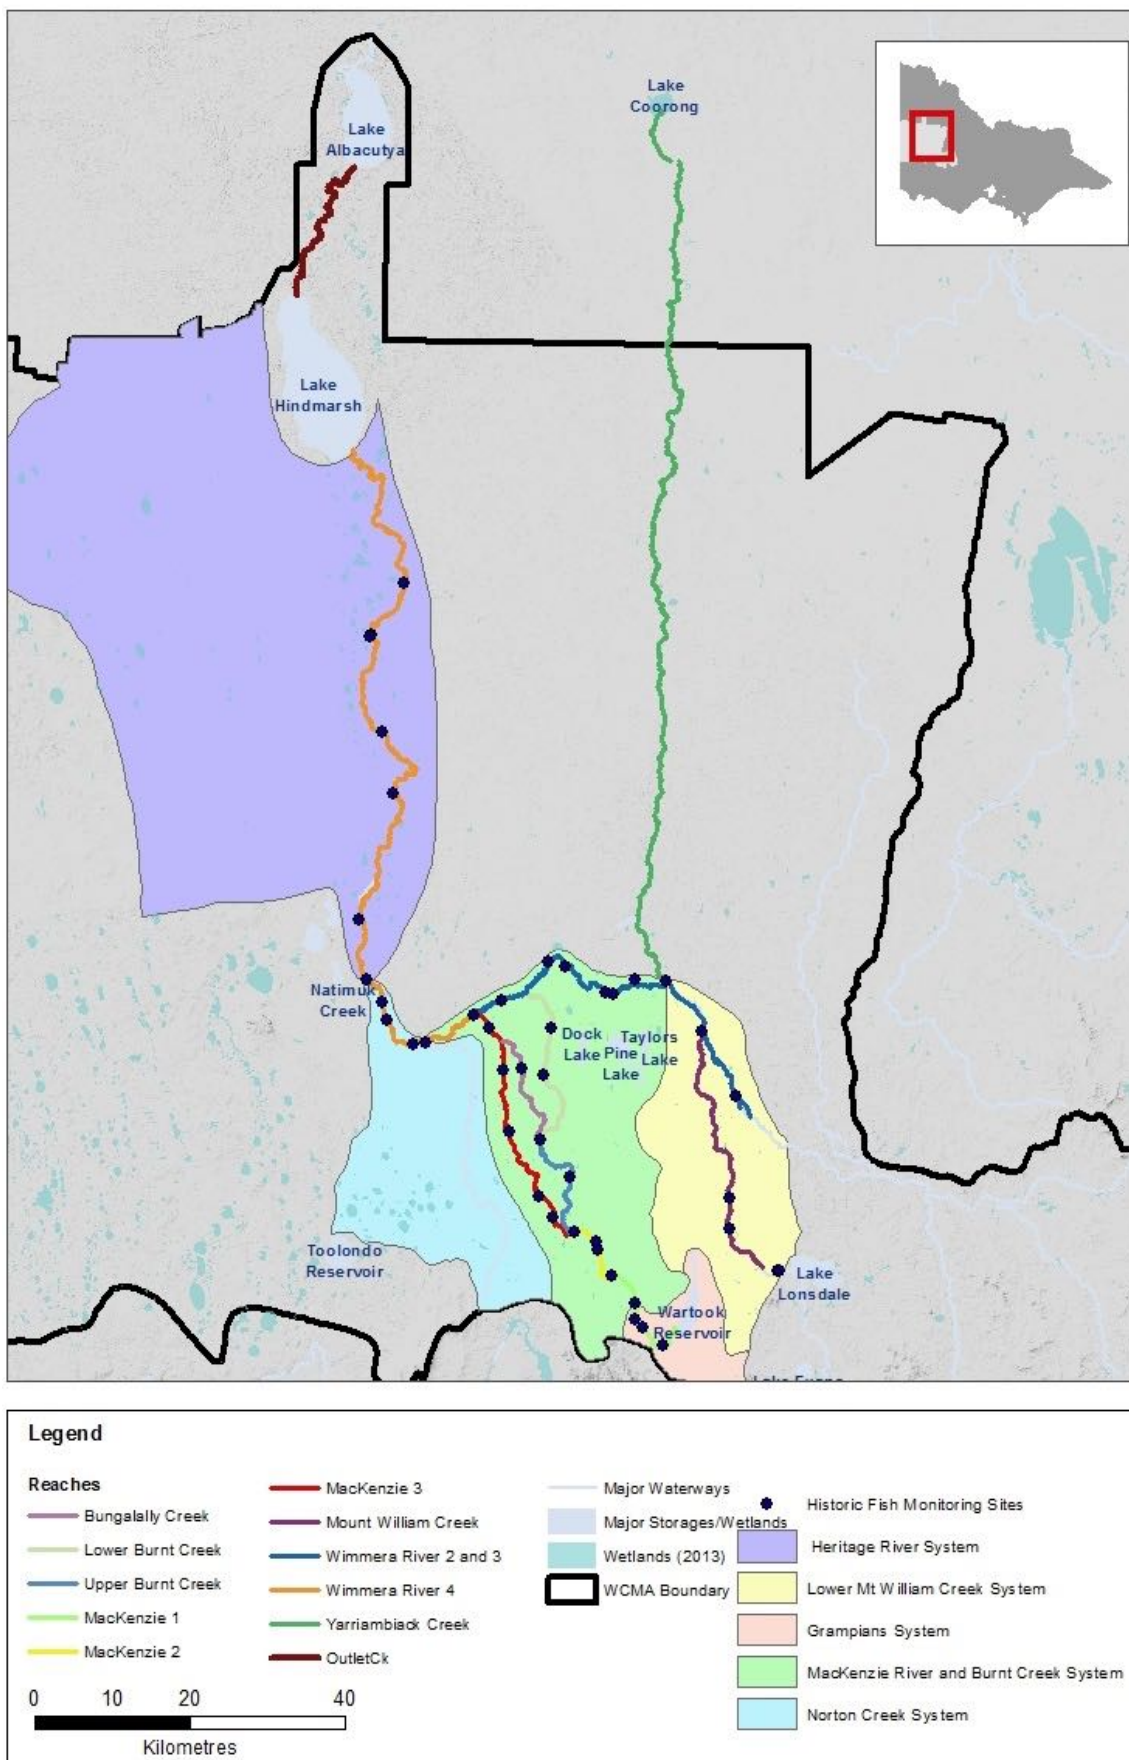 Lake
Coorong
Lake
Albacutya
Lake
Hindmarsh
Natimuk
Creek
Dock
Lake
Pine
Lake
Taylors
Lake
Toolondo
Reservoir
Wartook
Reservoir
Lake
Lonsdale
Legend
Reaches
Bungalally Creek
Lower Burnt Creek
Upper Burnt Creek
MacKenzie 1
MacKenzie 2
MacKenzie 3
Mount William Creek
Wimmera River 2 and 3
Wimmera River 4
Yarriambiack Creek
OutletCk
Major Waterways
Major Storages/Wetlands
Wetlands (2013)
WCMA Boundary
Historic Fish Monitoring Sites
Heritage River System
Lower Mt William Creek System
Grampians System
MacKenzie River and Burnt Creek System
Norton Creek System
0 10 20 40
Kilometres